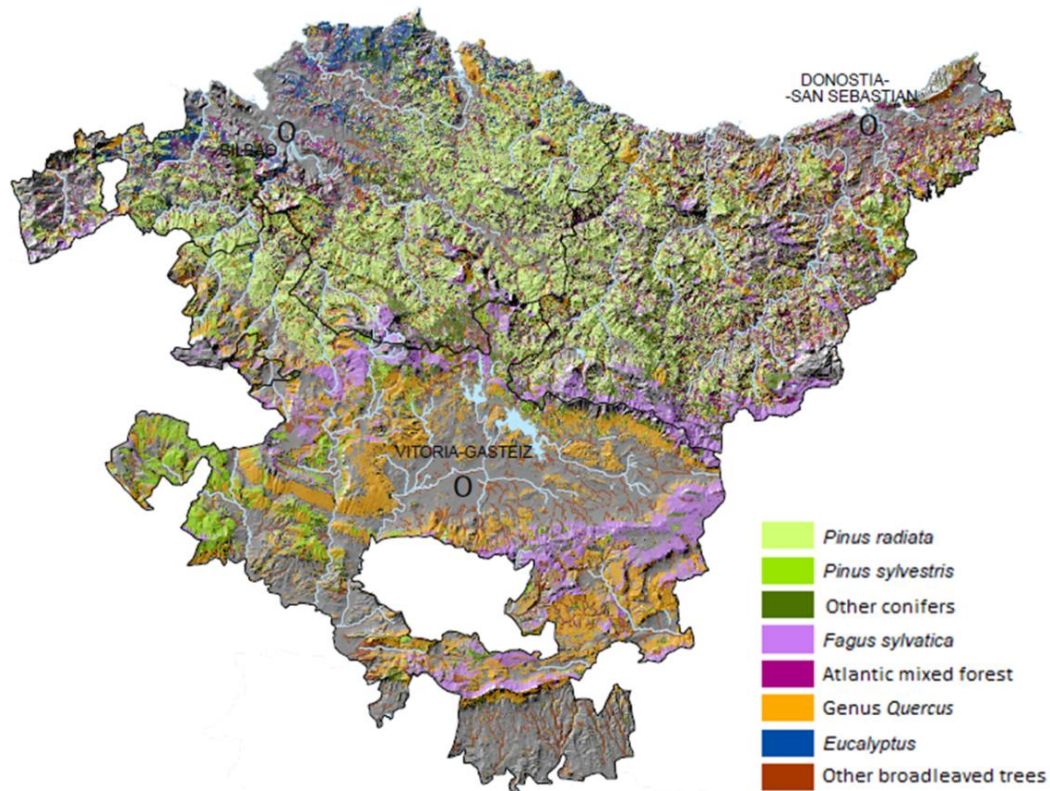 DONOSTIA-
-SAN SEBASTIAN
O
O
BILBAO
VITORIA-GASTEIZ
O
Pinus radiata
Pinus sylvestris
Other conifers
Fagus sylvatica
Atlantic mixed forest
Genus Quercus
Eucalyptus
Other broadleaved trees